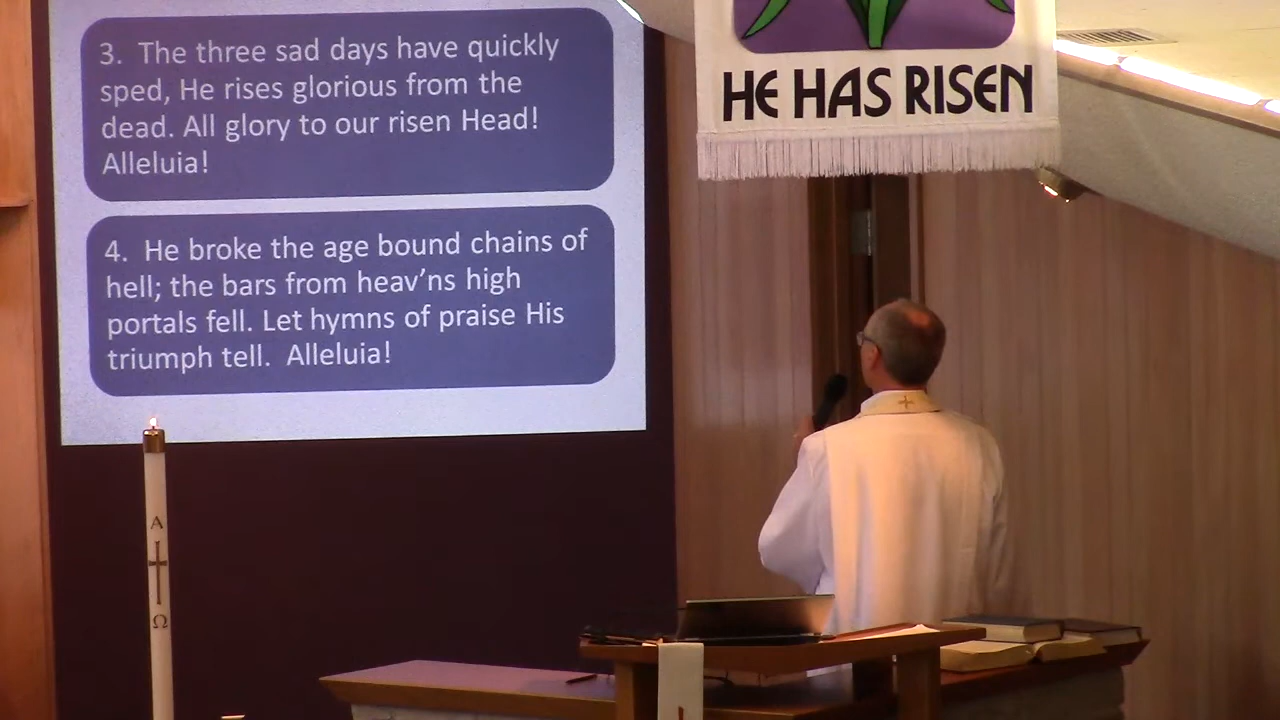 3. The three sad days have quickly
sped, He rises glorious from the
dead. All glory to our risen Head!
Alleluia!
4. He broke the age bound chains of
hell; the bars from heav'ns high
portals fell. Let hymns of praise His
triumph tell. Alleluia!
HE HAS RISEN
Α
Ω